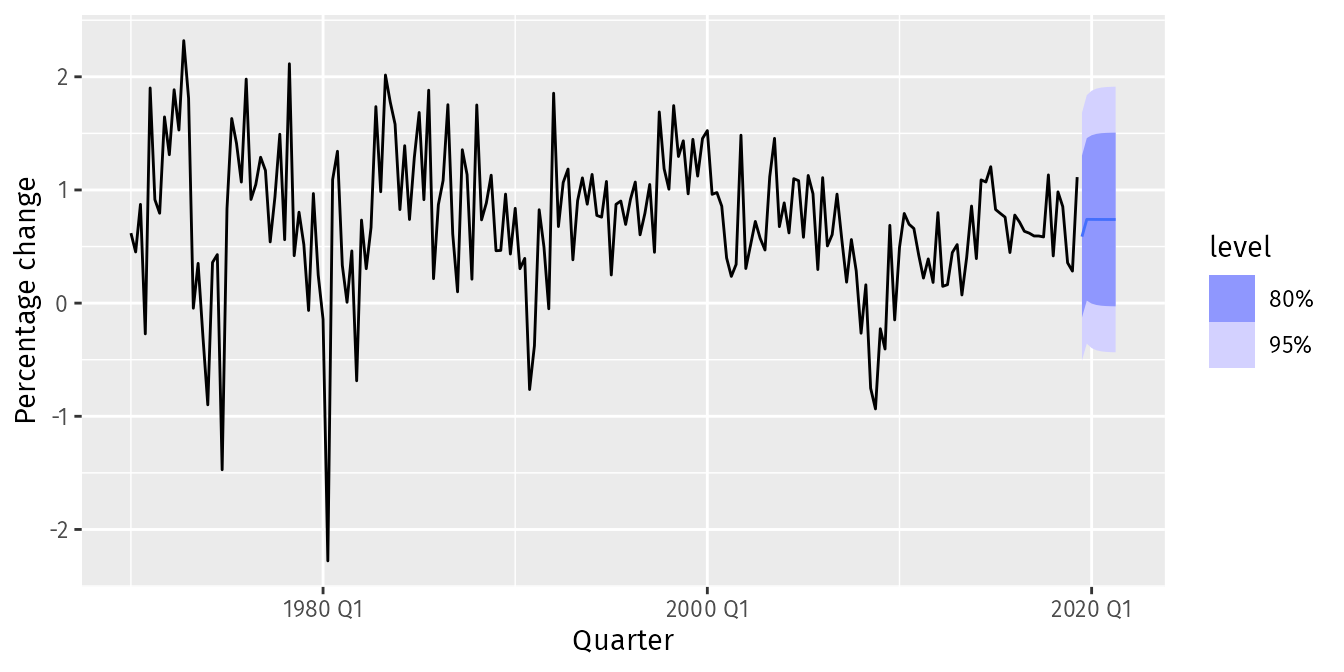 Percentage change
2
1
0
-1
-2
1980 Q1
2000 Q1
2020 Q1
Quarter
level
80%
95%